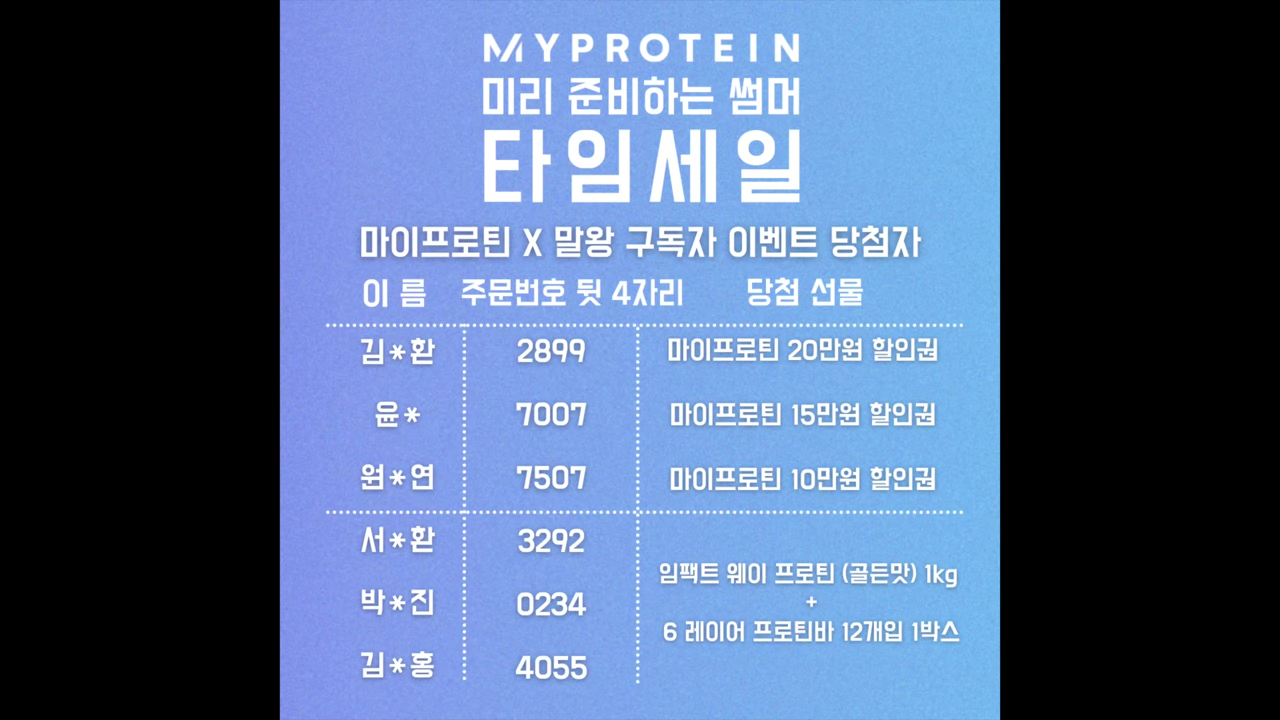 MYPROTEIN
미리 준비하는 썸머
타임세일
마이프로틴 X 말왕 구독자 이벤트 당첨자
이 름 주문번호 뒷 4자리 당첨 선물
김*환 2899 마이프로틴 20만원 할인권
윤* 7007 마이프로틴 15만원 할인권
원*연 7507 마이프로틴 10만원 할인권
서*환 3292
박*진 0234
김*홍 4055
임팩트 웨이 프로틴 (골든맛) 1kg
+
6 레이어 프로틴바 12개입 1박스